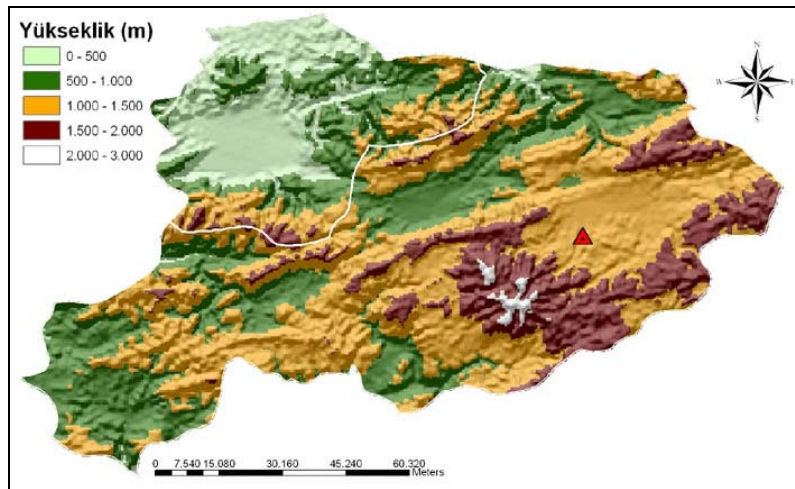 Yükseklik (m)
0 - 500
500 - 1.000
1.000 - 1.500
1.500 - 2.000
2.000 - 3.000
N
W E
S
0 7.540 15.080 30.160 45.240 60.320
Meters